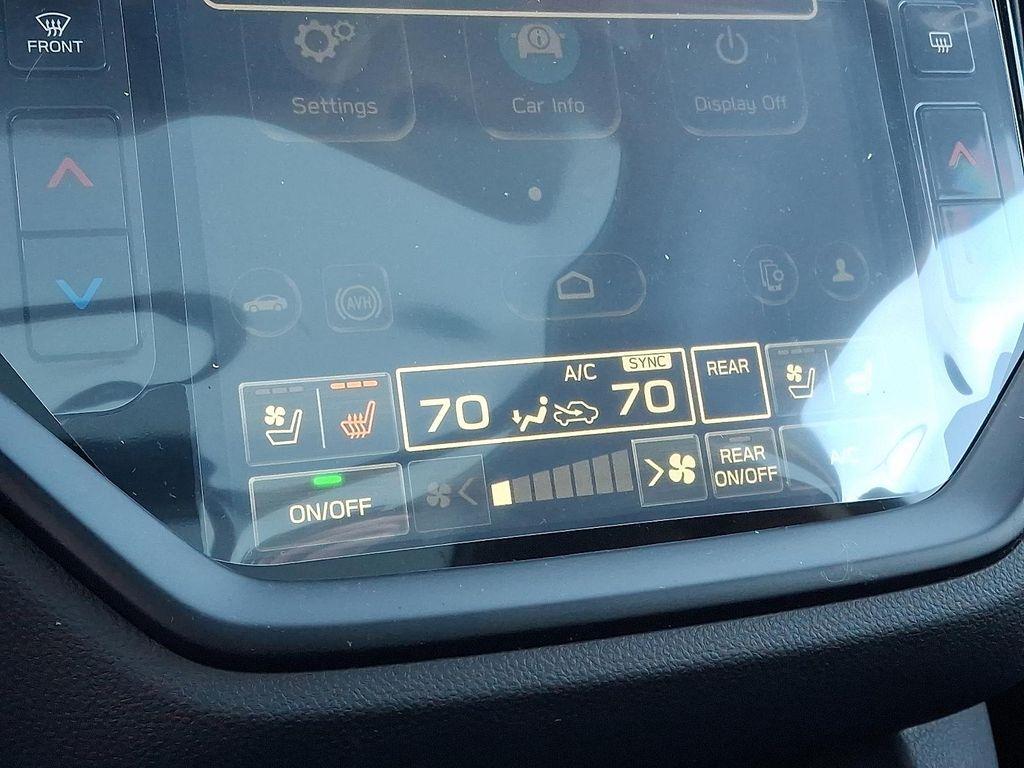 FRONT
Settings
Car Info
Display Off
AVH
A/C
SYNC
70
70
REAR
ON/OFF
REAR
ON/OFF
A/C